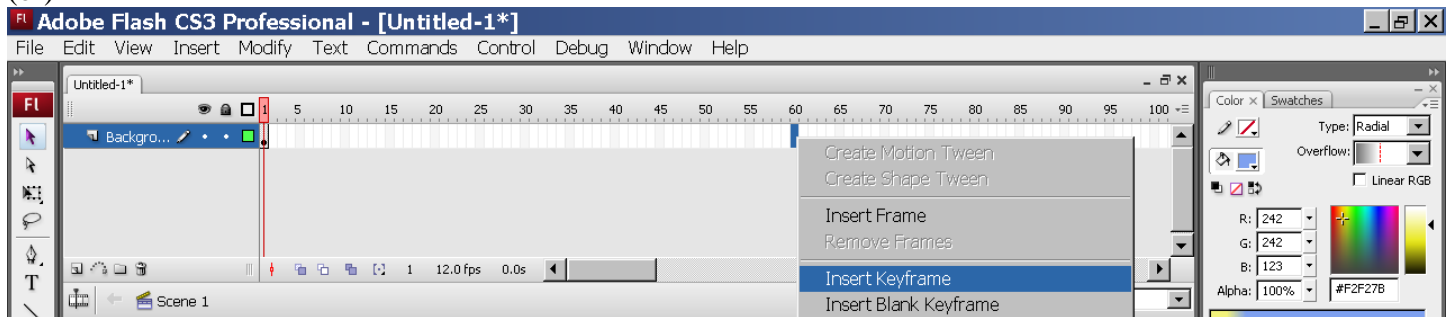 Fl Adobe Flash CS3 Professional - [Untitled-1*]
File Edit View Insert Modify Text Commands Control Debug Window Help
Untitled-1*
Fl
1 5 10 15 20 25 30 35 40 45 50 55 60 65 70 75 80 85 90 95 100
Backgro...
Create Motion Tween
Create Shape Tween
Insert Frame
Remove Frames
Insert Keyframe
Insert Blank Keyframe
1 12.0 fps 0.0s
T
Scene 1
Color × Swatches
Type: Radial
Overflow:
Linear RGB
R: 242
G: 242
B: 123
Alpha: 100% #F2F27B